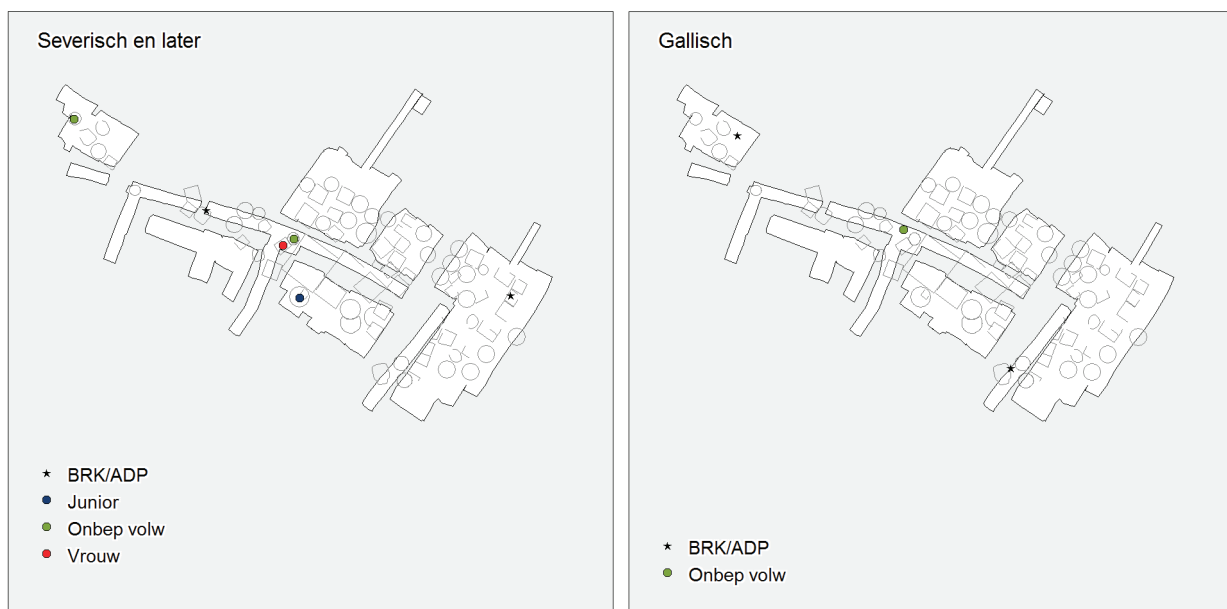 Severisch en later
BRK/ADP
Junior
Onbep volw
Vrouw
Gallisch
BRK/ADP
Onbep volw